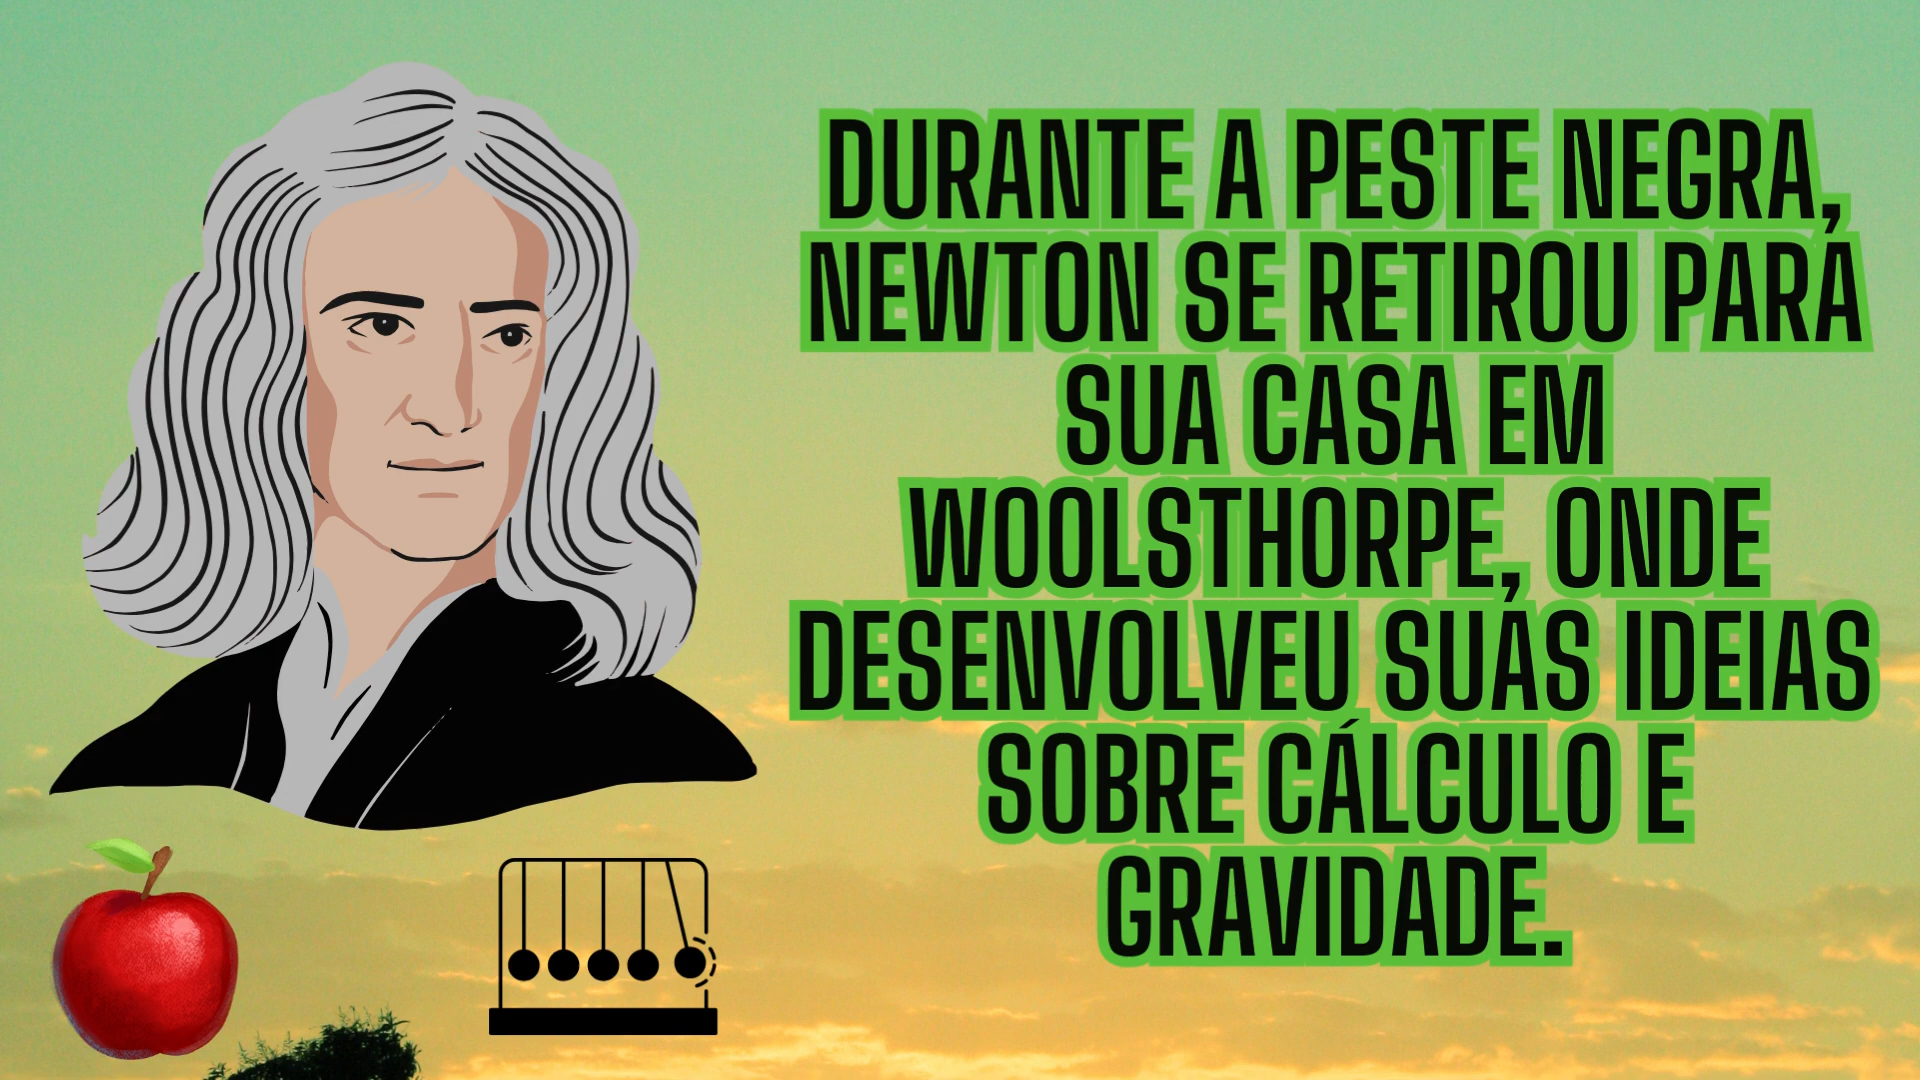 DURANTE A PESTE NEGRA,
NEWTON SE RETIROU PARA
SUA CASA EM
WOOLSTHORPE, ONDE
DESENVOLVEU SUAS IDEIAS
SOBRE CÁLCULO E
GRAVIDADE.